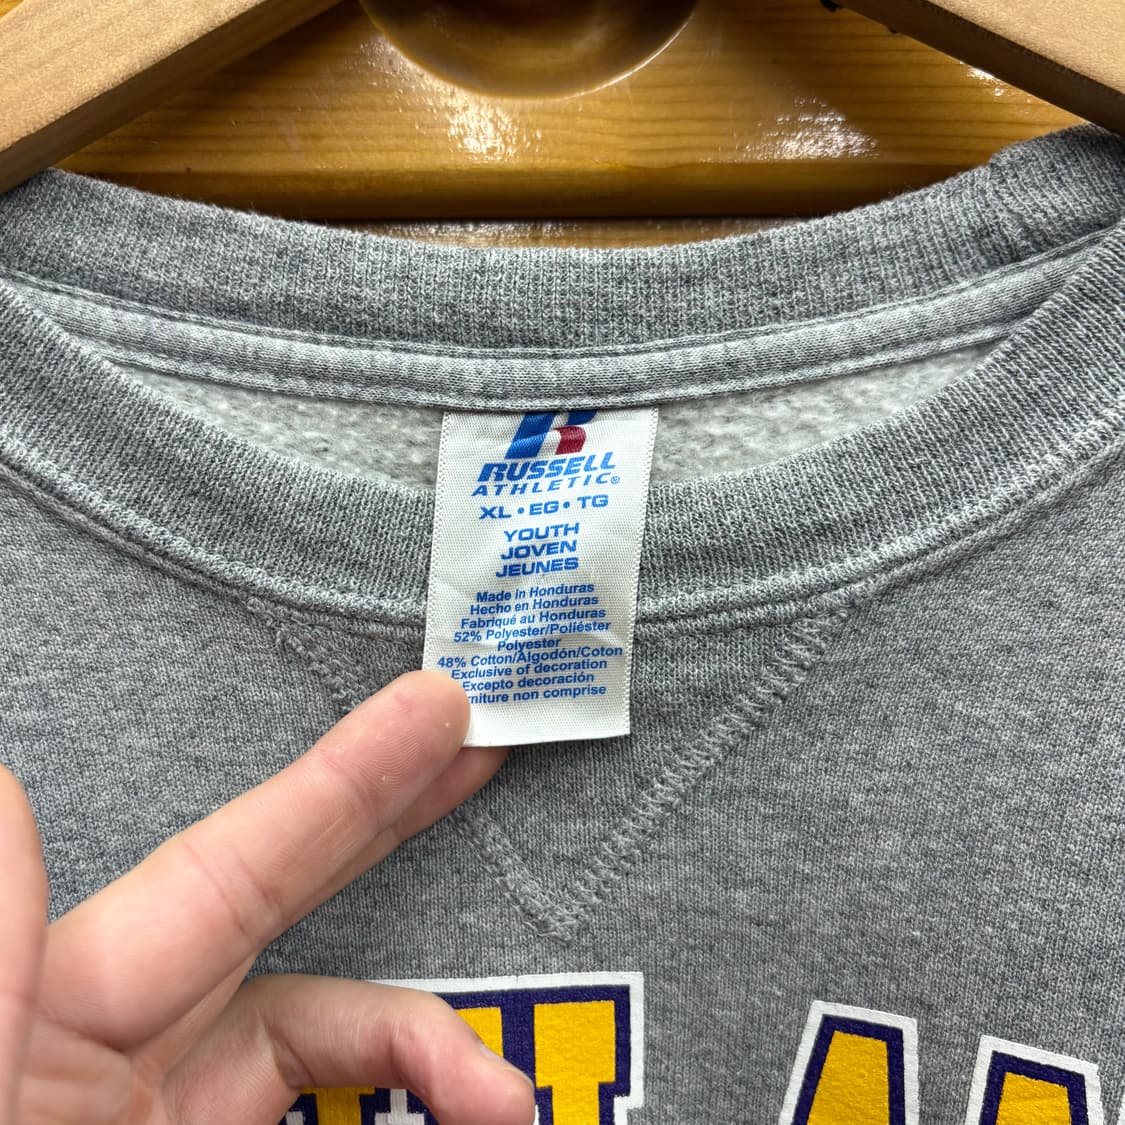 RUSSELL
ATHLETIC®
XL • EG • TG
YOUTH
JOVEN
JEUNES
Made in Honduras
Hecho en Honduras
Fabriqué au Honduras
52% Polyester/Poliéster
Polyester
48% Cotton/Algodón/Coton
Exclusive of decoration
Excepto decoración
non comprise